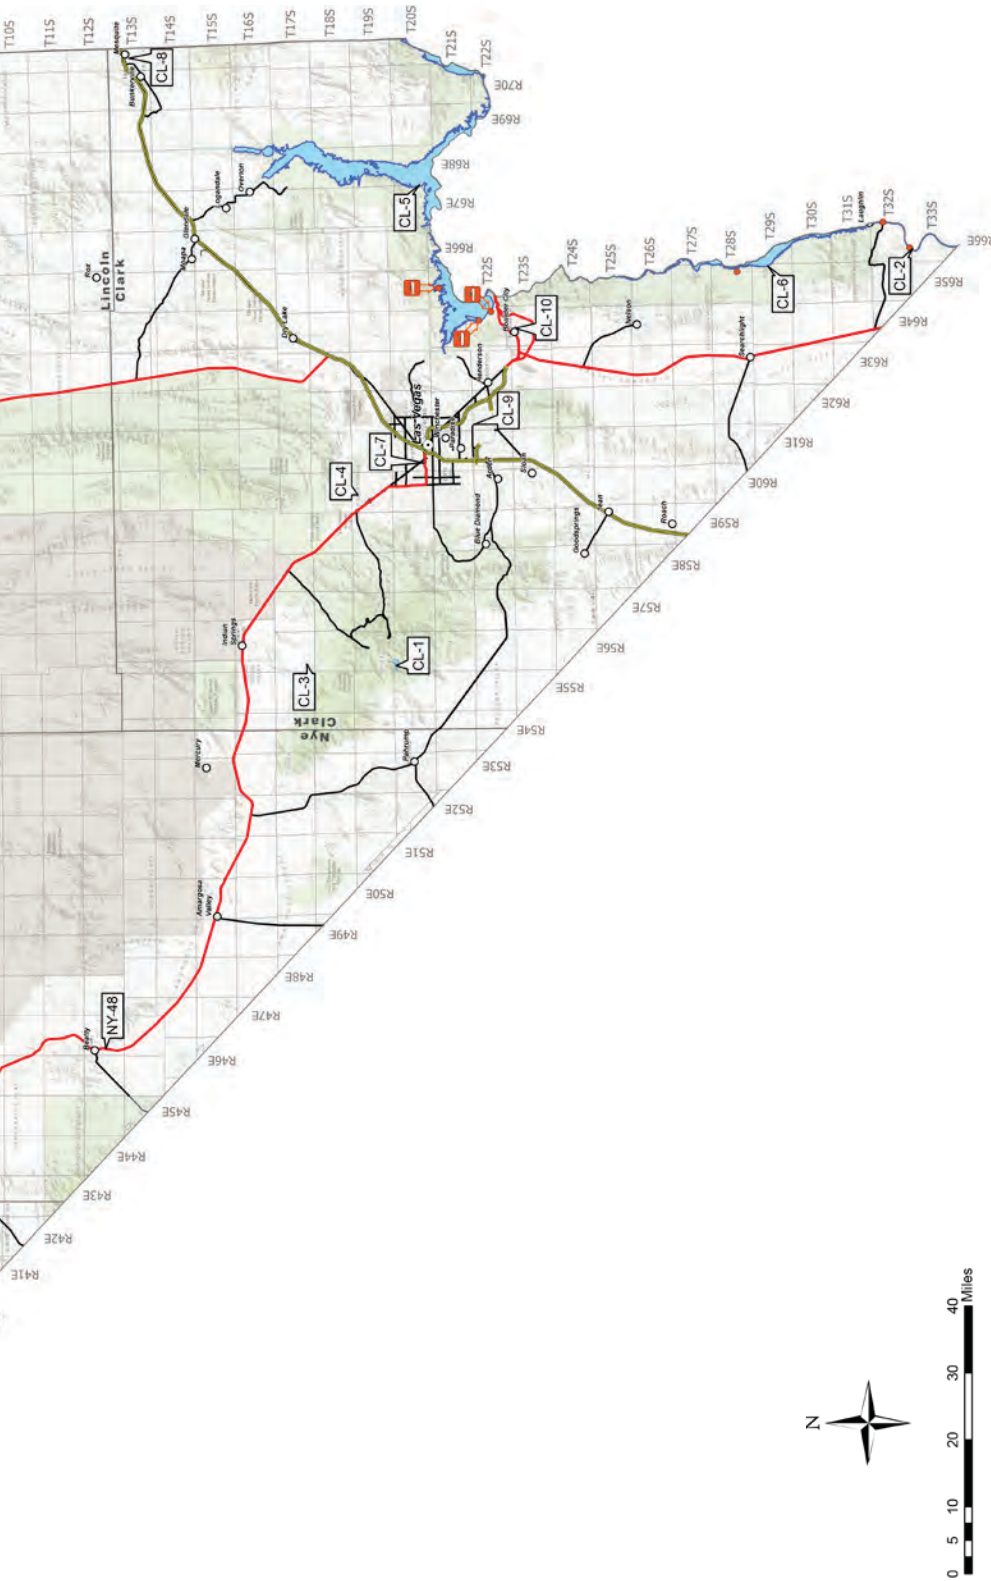 T10S
T11S
T12S
T13S
T14S
T15S
T16S
T17S
T18S
T19S
T20S
T21S
T22S
R70E
R69E
R68E
R67E
R66E
Mesquite
CL-8
Bunkerville
Logandale
Overton
Glendale
Moapa
Rox
Lincoln
Clark
Dry Lake
CL-5
T22S
T23S
T24S
T25S
T26S
T27S
T28S
T29S
T30S
T31S
T32S
T33S
Laughlin
R66E
R65E
R64E
R63E
R62E
R61E
R60E
R59E
R58E
R57E
R56E
R55E
R54E
R53E
R52E
R51E
R50E
R49E
R48E
R47E
R46E
R45E
R44E
R43E
R42E
R41E
CL-2
CL-6
Boulder City
CL-10
Nelson
Searchlight
Henderson
Las Vegas
Winchester
Paradise
CL-9
CL-7
CL-4
Arden
Sloan
Blue Diamond
Goodsprings
Jean
Roach
Indian
Springs
CL-3
CL-1
Nye
Clark
Mercury
Pahrump
Amargosa
Valley
Beatty
NY-48
N
0 5 10 20 30 40
Miles